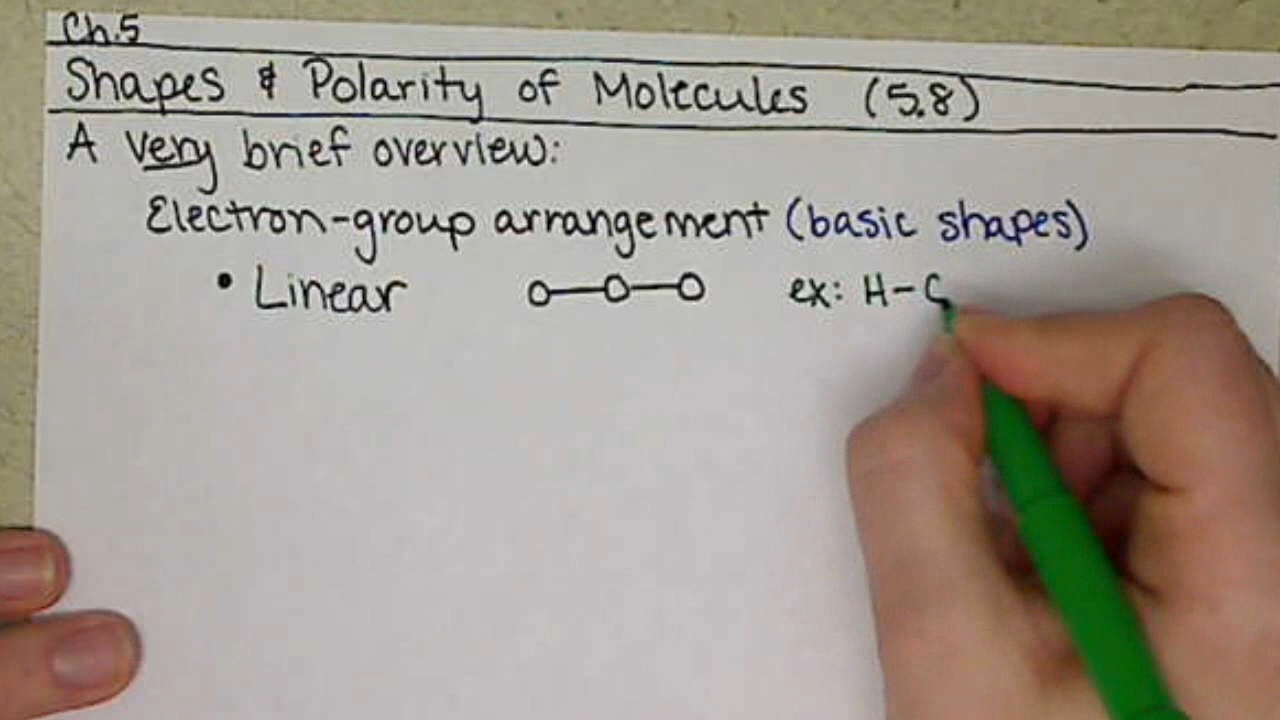 Ch.5
Shapes & Polarity of Molecules (5.8)
A very brief overview:
Electron-group arrangement (basic shapes)
• Linear ex: H-C